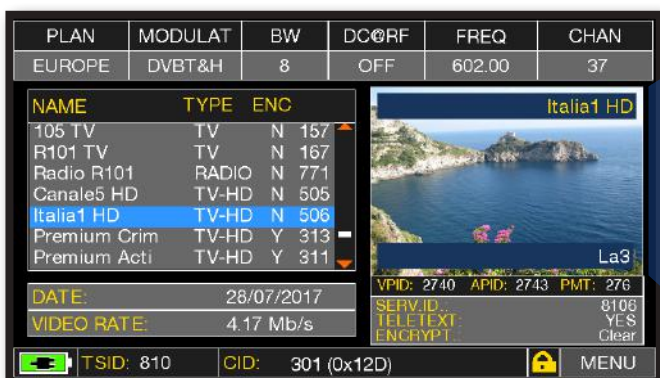 PLAN MODULAT BW DC@RF FREQ CHAN
EUROPE DVBT&H 8 OFF 602.00 37
NAME TYPE ENC
105 TV TV N 157
R101 TV TV N 167
Radio R101 RADIO N 771
Canale5 HD TV-HD N 505
Italia1 HD TV-HD N 506
Premium Crim TV-HD Y 313
Premium Acti TV-HD Y 311
DATE: 28/07/2017
VIDEO RATE: 4.17 Mb/s
Italia1 HD
La3
VPID: 2740 APID: 2743 PMT: 276
SERV.ID.: 8106
TELETEXT: YES
ENCRYPT.: Clear
TSID: 810 CID: 301 (0x12D) MENU